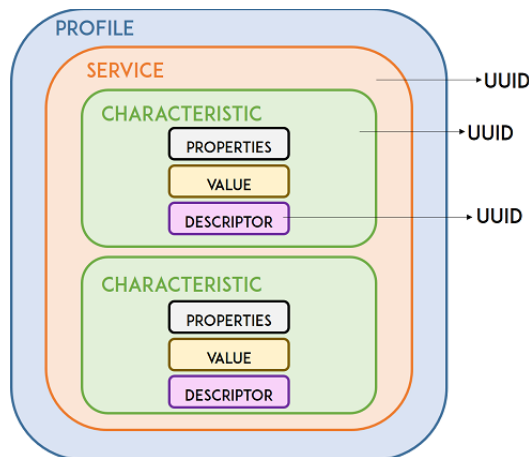 PROFILE
SERVICE
UUID
CHARACTERISTIC
UUID
PROPERTIES
VALUE
DESCRIPTOR
UUID
CHARACTERISTIC
PROPERTIES
VALUE
DESCRIPTOR